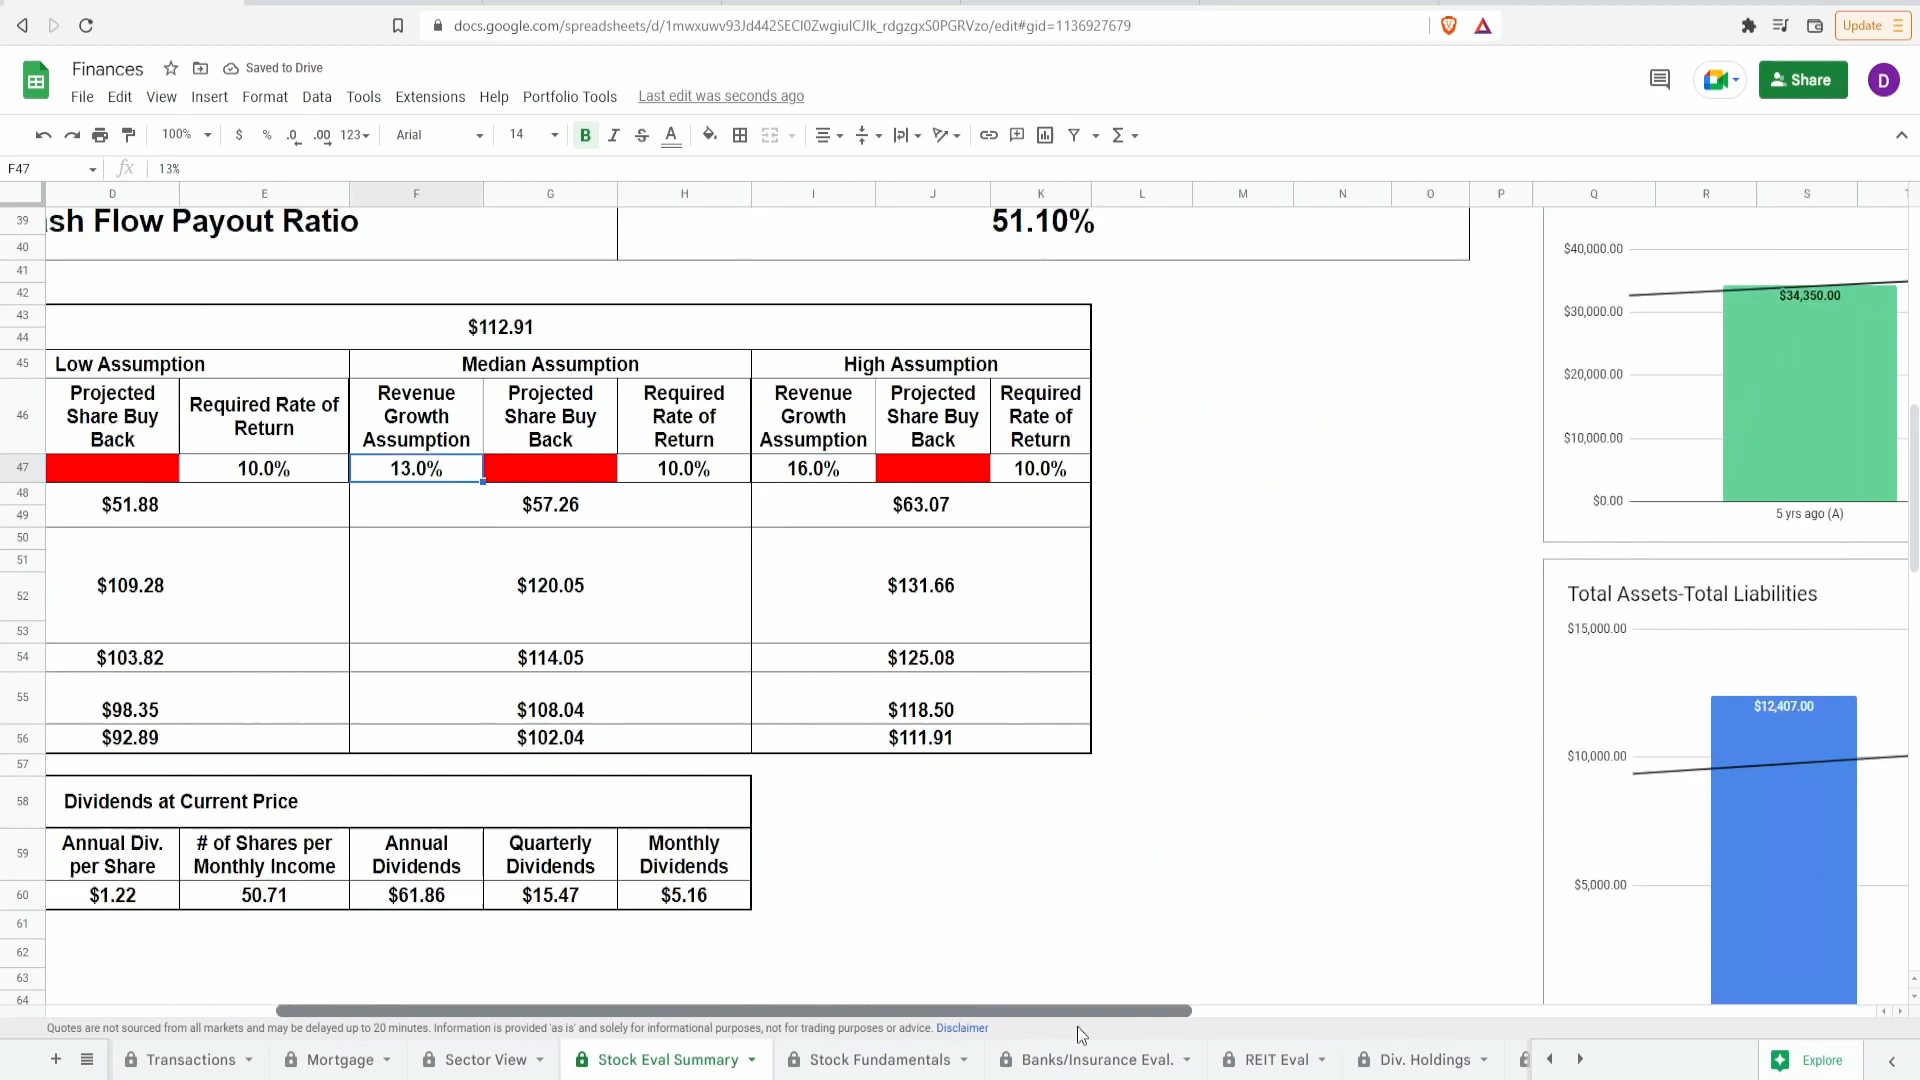 docs.google.com/spreadsheets/d/1mwxuwv93Jd442SECl0ZwgiulCJlk_rdgzgxS0PGRVzo/edit#gid=1136927679
Update
Finances
Saved to Drive
File Edit View Insert Format Data Tools Extensions Help Portfolio Tools Last edit was seconds ago
Share
D
100% $ % .0 .00 123 Arial 14 B I S A
F47 fx 13%
D E F G H I J K L M N O P Q R S
39 sh Flow Payout Ratio 51.10%
40
41
42
43 $112.91
44
45 Low Assumption Median Assumption High Assumption
46 Projected Share Buy Back Required Rate of Return Revenue Growth Assumption Projected Share Buy Back Required Rate of Return Revenue Growth Assumption Projected Share Buy Back Required Rate of Return
47 10.0% 13.0% 10.0% 16.0% 10.0%
48 $51.88 $57.26 $63.07
49
50
51
52 $109.28 $120.05 $131.66
53
54 $103.82 $114.05 $125.08
55 $98.35 $108.04 $118.50
56 $92.89 $102.04 $111.91
57
58 Dividends at Current Price
59 Annual Div. per Share # of Shares per Monthly Income Annual Dividends Quarterly Dividends Monthly Dividends
60 $1.22 50.71 $61.86 $15.47 $5.16
61
62
63
64
$40,000.00
$34,350.00
$30,000.00
$20,000.00
$10,000.00
$0.00
5 yrs ago (A)
Total Assets-Total Liabilities
$15,000.00
$12,407.00
$10,000.00
$5,000.00
Quotes are not sourced from all markets and may be delayed up to 20 minutes. Information is provided 'as is' and solely for informational purposes, not for trading purposes or advice. Disclaimer
Transactions Mortgage Sector View Stock Eval Summary Stock Fundamentals Banks/Insurance Eval. REIT Eval Div. Holdings Explore